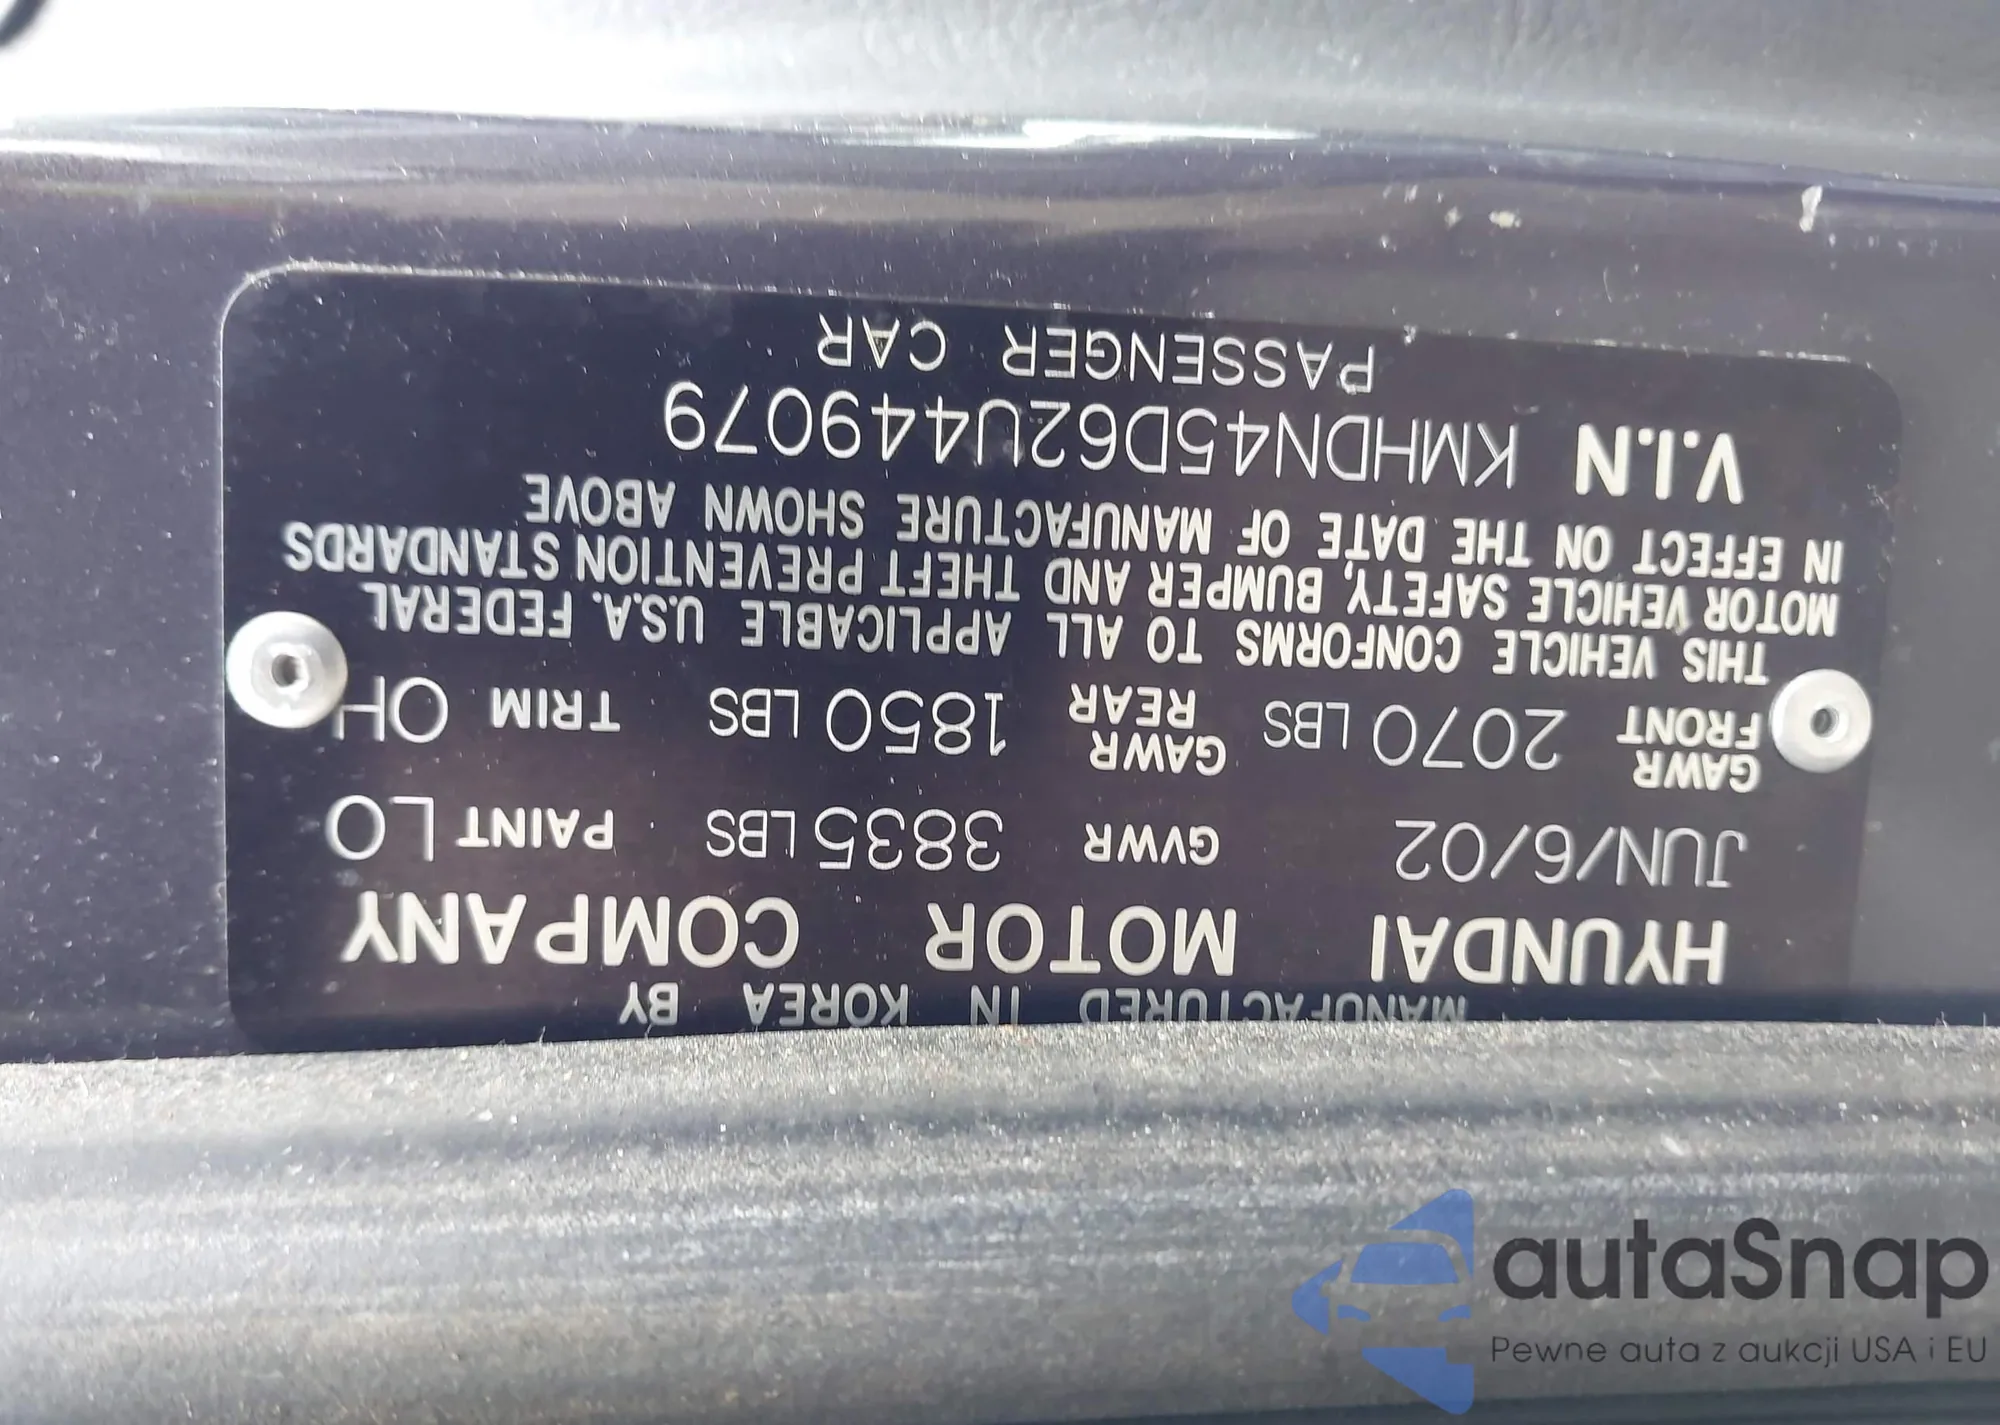 MANUFACTURED IN KOREA BY
HYUNDAI MOTOR COMPANY
JUN/6/02 GVWR 3835 LBS PAINT LO
GAWR FRONT 2070 LBS GAWR REAR 1850 LBS TRIM OH
THIS VEHICLE CONFORMS TO ALL APPLICABLE U.S.A. FEDERAL
MOTOR VEHICLE SAFETY, BUMPER AND THEFT PREVENTION STANDARDS
IN EFFECT ON THE DATE OF MANUFACTURE SHOWN ABOVE
V.I.N KMHDN45D62U449079
PASSENGER CAR
autaSnap
Pewne auta z aukcji USA i EU